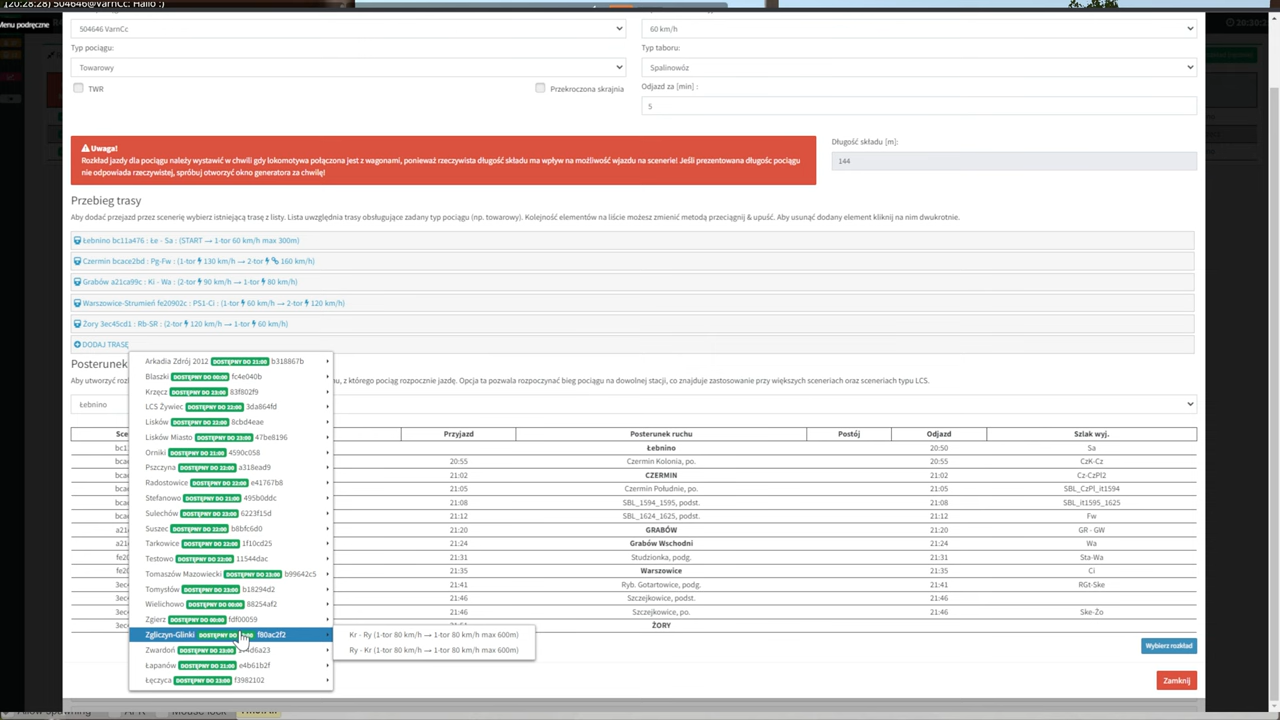 [20:28:28] 504646@VarnCc: Hallo :)
Menu podręczne
504646 VarnCc
60 km/h
Typ pociągu:
Typ taboru:
Towarowy
Spalinowóz
TWR
Przekroczona skrajnia
Odjazd za [min] :
5
Uwaga!
Rozkład jazdy dla pociągu należy wystawić w chwili gdy lokomotywa połączona jest z wagonami, ponieważ rzeczywista długość składu ma wpływ na możliwość wjazdu na scenerie! Jeśli prezentowana długośc pociągu
nie odpowiada rzeczywistej, spróbuj otworzyć okno generatora za chwilę!
Długość składu [m]:
144
Przebieg trasy
Aby dodać przejazd przez scenerię wybierz istniejącą trasę z listy. Lista uwzględnia trasy obsługujące zadany typ pociągu (np. towarowy). Kolejność elementów na liście możesz zmienić metodą przeciągnij & upuść. Aby usunąć dodany element kliknij na nim dwukrotnie.
Łebnino bc11a476 : Łe - Sa : (START → 1-tor 60 km/h max 300m)
Czermin bcace2bd : Pg-Fw : (1-tor 130 km/h → 2-tor 160 km/h)
Grabów a21ca99c : Ki - Wa : (2-tor 90 km/h → 1-tor 80 km/h)
Warszowice-Strumień fe20902c : PS1-Ci : (1-tor 60 km/h → 2-tor 120 km/h)
Żory 3ec45cd1 : Rb-SR : (2-tor 120 km/h → 1-tor 60 km/h)
DODAJ TRASĘ
Arkadia Zdrój 2012 DOSTĘPNY DO 21:00 b318867b
Blaszki DOSTĘPNY DO 00:00 fc4e040b
Krzęcz DOSTĘPNY DO 23:00 83f802f9
LCS Żywiec DOSTĘPNY DO 22:00 3da864fd
Lisków DOSTĘPNY DO 22:00 8cbd4eae
Lisków Miasto DOSTĘPNY DO 23:00 47be8196
Orniki DOSTĘPNY DO 21:00 4590c058
Pszczyna DOSTĘPNY DO 22:00 a318ead9
Radostowice DOSTĘPNY DO 22:00 e41767b8
Stefanowo DOSTĘPNY DO 21:00 495b0ddc
Sulechów DOSTĘPNY DO 22:00 6223f15d
Suszec DOSTĘPNY DO 22:00 b8bfc6d0
Tarkowice DOSTĘPNY DO 22:00 1f10cd25
Testowo DOSTĘPNY DO 22:00 11544dac
Tomaszów Mazowiecki DOSTĘPNY DO 23:00 b99642c5
Tomysłów DOSTĘPNY DO 23:00 b18294d2
Wielichowo DOSTĘPNY DO 00:00 88254af2
Zgierz DOSTĘPNY DO 00:00 fdf00059
Zgliczyn-Glinki DOSTĘPNY DO f80ac2f2
Zwardoń DOSTĘPNY DO 23:00
Łapanów DOSTĘPNY DO 21:00 e4b61b2f
Łęczyca DOSTĘPNY DO 23:00 f3982102
Kr - Ry (1-tor 80 km/h → 1-tor 80 km/h max 600m)
Ry - Kr (1-tor 80 km/h → 1-tor 80 km/h max 600m)
Posterunek
Aby utworzyć
, z którego pociąg rozpocznie jazdę. Opcja ta pozwala rozpocząć bieg pociągu na dowolnej stacji, co znajduje zastosowanie przy większych sceneriach oraz sceneriach typu LCS.
Łebnino
Przyjazd Posterunek ruchu Postój Odjazd Szlak wyj.
Łebnino 20:50 Sa
20:55 Czermin Kolonia, po. 20:55 CzK-Cz
21:02 CZERMIN 21:02 Cz-CzPl2
21:05 Czermin Południe, po. 21:05 SBL_CzPl_it1594
21:08 SBL_1594_1595, podst. 21:08 SBL_it1595_1625
21:12 SBL_1624_1625, podst. 21:12 Fw
21:20 GRABÓW 21:20 GR - GW
21:24 Grabów Wschodni 21:24 Wa
21:31 Studzionka, podg. 21:31 Sta-Wa
21:35 Warszowice 21:35 Ci
21:41 Ryb. Gotartowice, podg. 21:41 RGt-Ske
21:46 Szczejkowice, podst. 21:46
21:46 Szczejkowice, po. 21:46 Ske-Żo
ŻORY
Wybierz rozkład
Zamknij